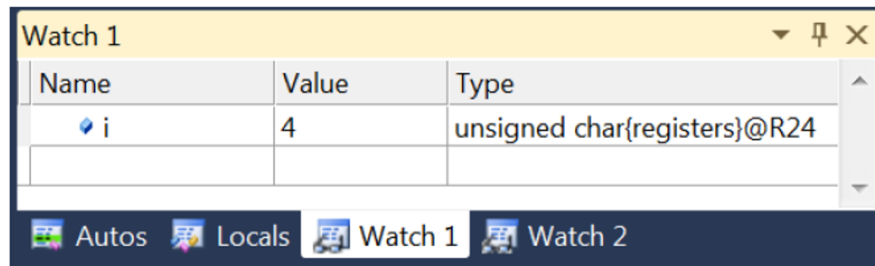 Watch 1
Name Value Type
i 4 unsigned char{registers}@R24
Autos Locals Watch 1 Watch 2